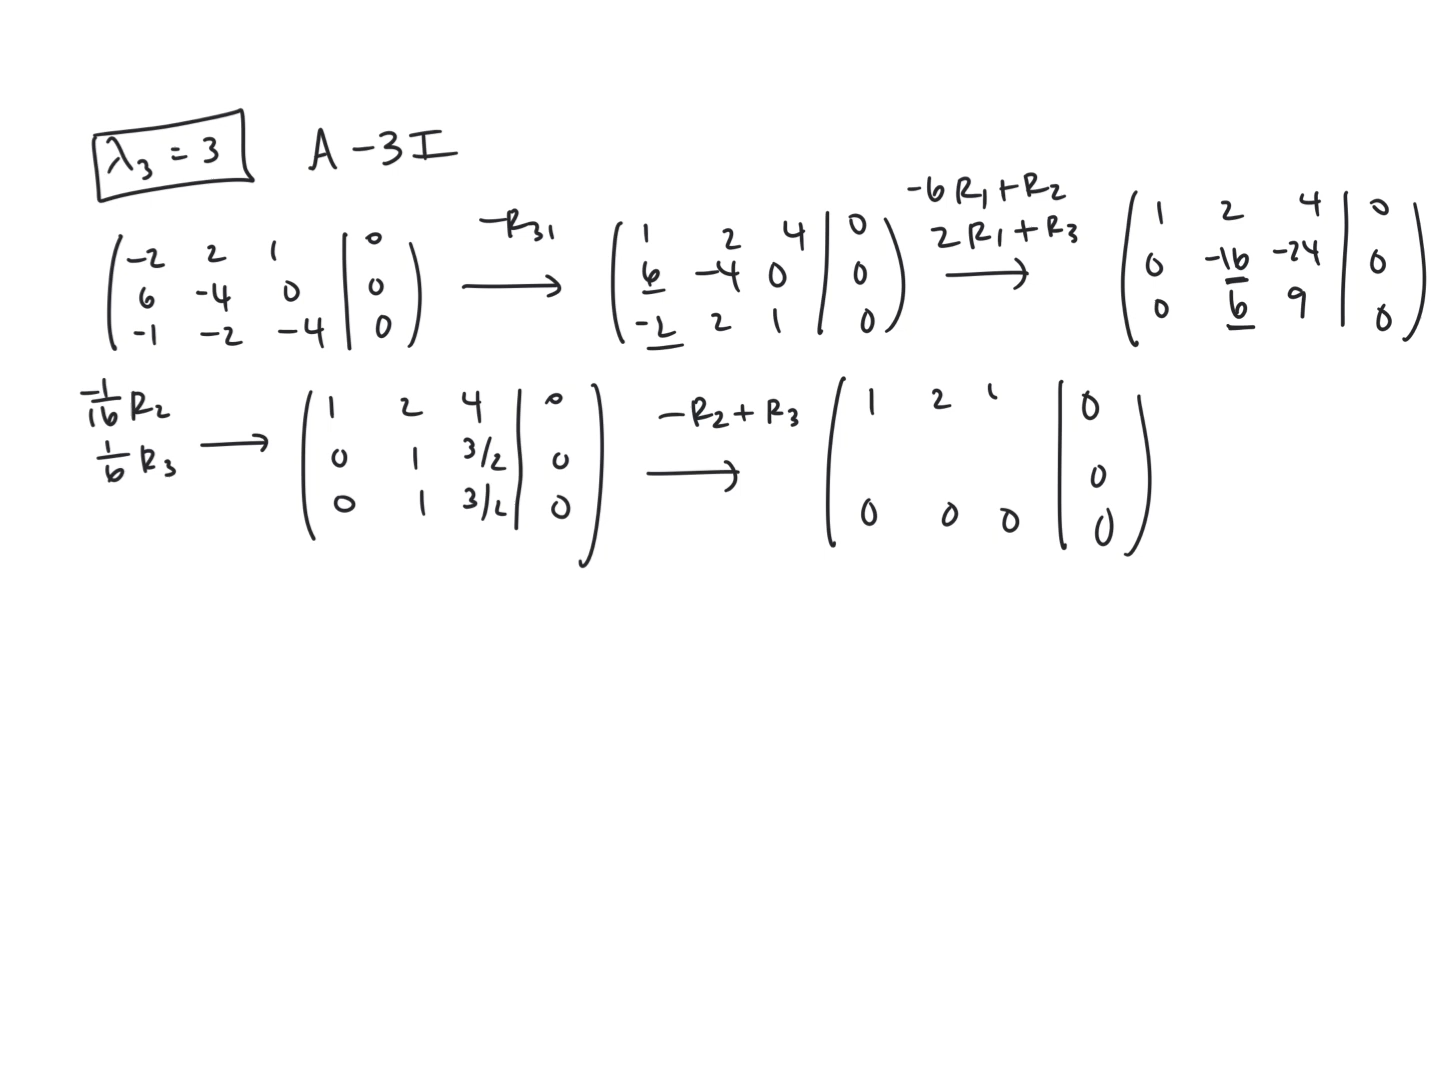 λ₃ = 3 A - 3I
-R₃₁ -6R₁ + R₂
2R₁ + R₃
-2 2 1 | 0 → 1 2 4 | 0 → 1 2 4 | 0
6 -4 0 | 0 6 -4 0 | 0 0 -16 -24 | 0
-1 -2 -4 | 0 -2 2 1 | 0 0 6 9 | 0
-1/16 R₂ 1 2 4 | 0 -R₂ + R₃ 1 2 | 0
1/6 R₃ → 0 1 3/2 | 0 → | 0
0 1 3/2 | 0 0 0 0 | 0